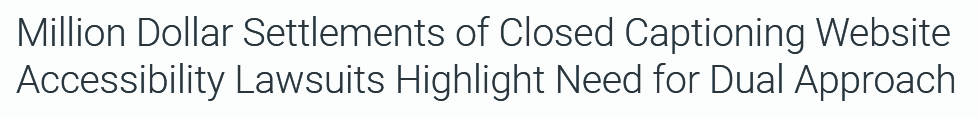 Million Dollar Settlements of Closed Captioning Website
Accessibility Lawsuits Highlight Need for Dual Approach